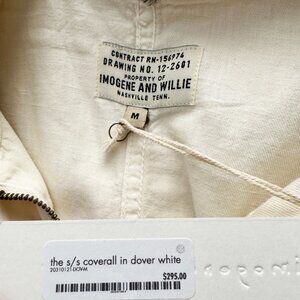 CONTRACT RN-156974
DRAWING NO. 12-2601
PROPERTY OF
IMOGENE AND WILLIE
NASHVILLE TENN.
M
the s/s coverall in dover white
$295.00